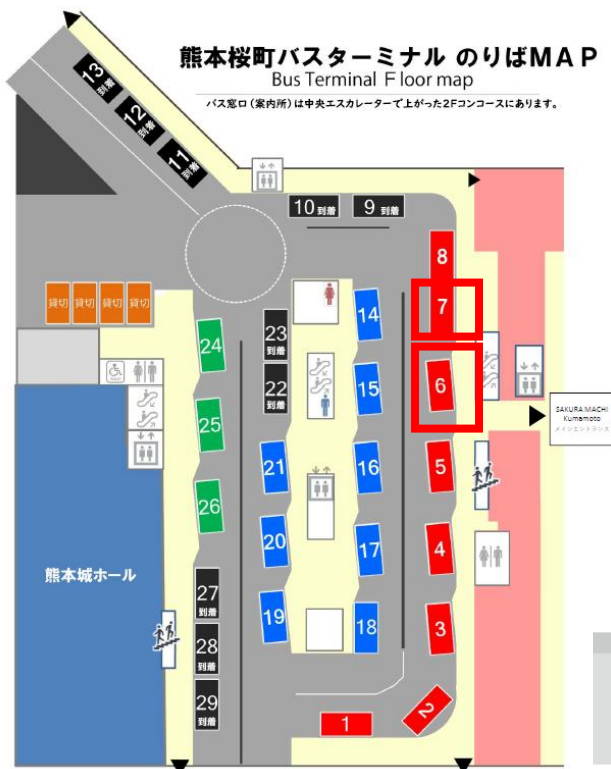 熊本桜町バスターミナル のりばMAP
Bus Terminal Floor map
バス窓口(案内所)は中央エスカレーターで上がった2Fコンコースにあります。
13
到着
12
到着
11
到着
10 到着
9 到着
8
7
6
5
4
3
2
1
14
15
16
17
18
23
到着
22
到着
21
20
19
24
25
26
27
到着
28
到着
29
到着
貸切
貸切
貸切
貸切
熊本城ホール
SAKURA MACHI
Kumamoto
メインエントランス